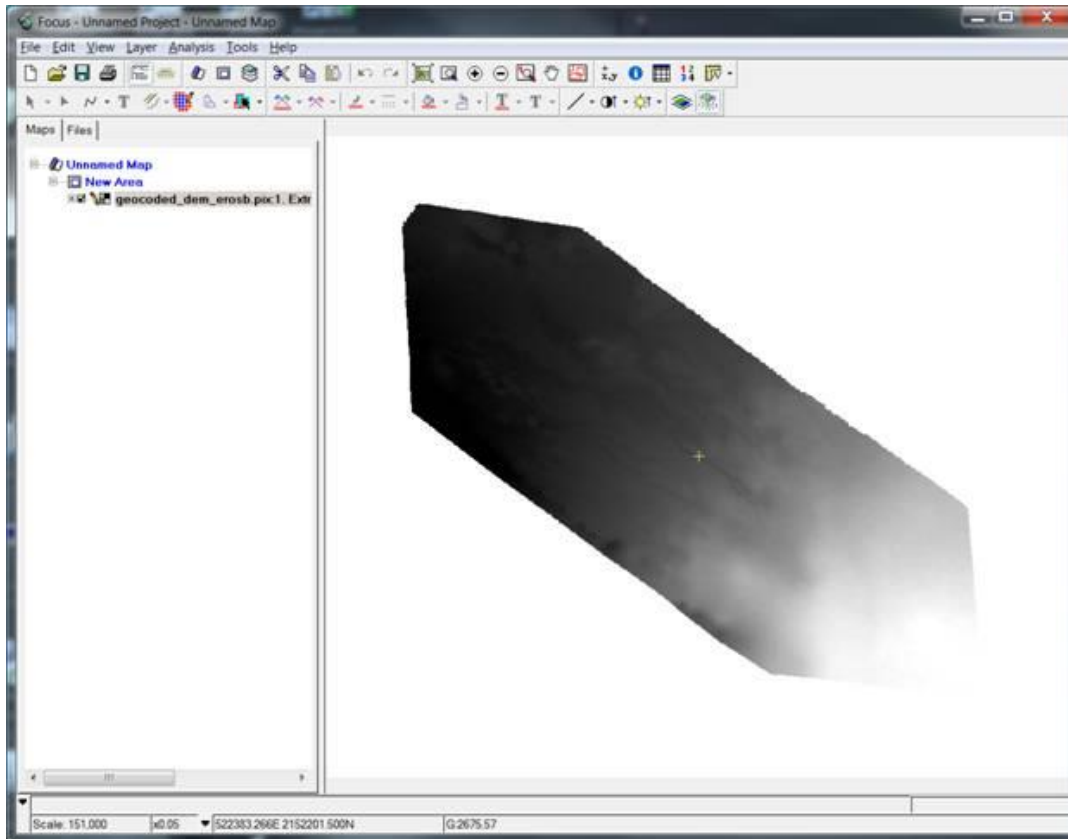 Focus - Unnamed Project - Unnamed Map
File Edit View Layer Analysis Tools Help
Maps Files
Unnamed Map
New Area
geocoded_dem_erosb.pix:1. Extr
Scale: 151,000 x0.05 522383.266E 2152201.500N G:2675.57